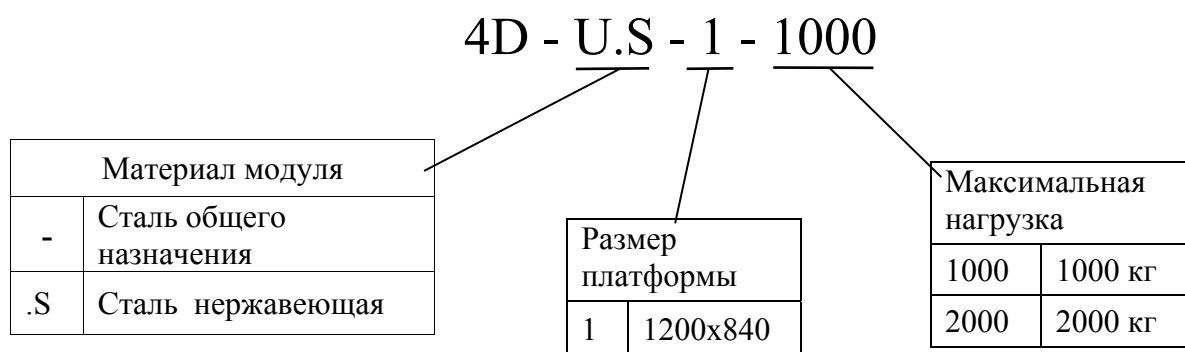 4D - U.S - 1 - 1000
Материал модуля
- Сталь общего
назначения
.S Сталь нержавеющая
Размер
платформы
1 1200х840
Максимальная
нагрузка
1000 1000 кг
2000 2000 кг